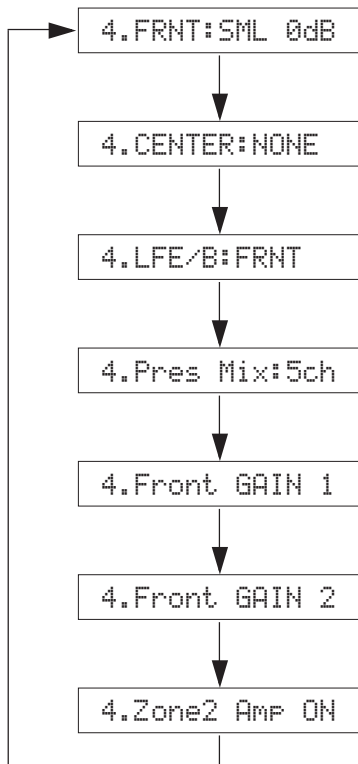 4.FRNT:SML 0dB
4.CENTER:NONE
4.LFE/B:FRNT
4.Pres Mix:5ch
4.Front GAIN 1
4.Front GAIN 2
4.Zone2 Amp ON